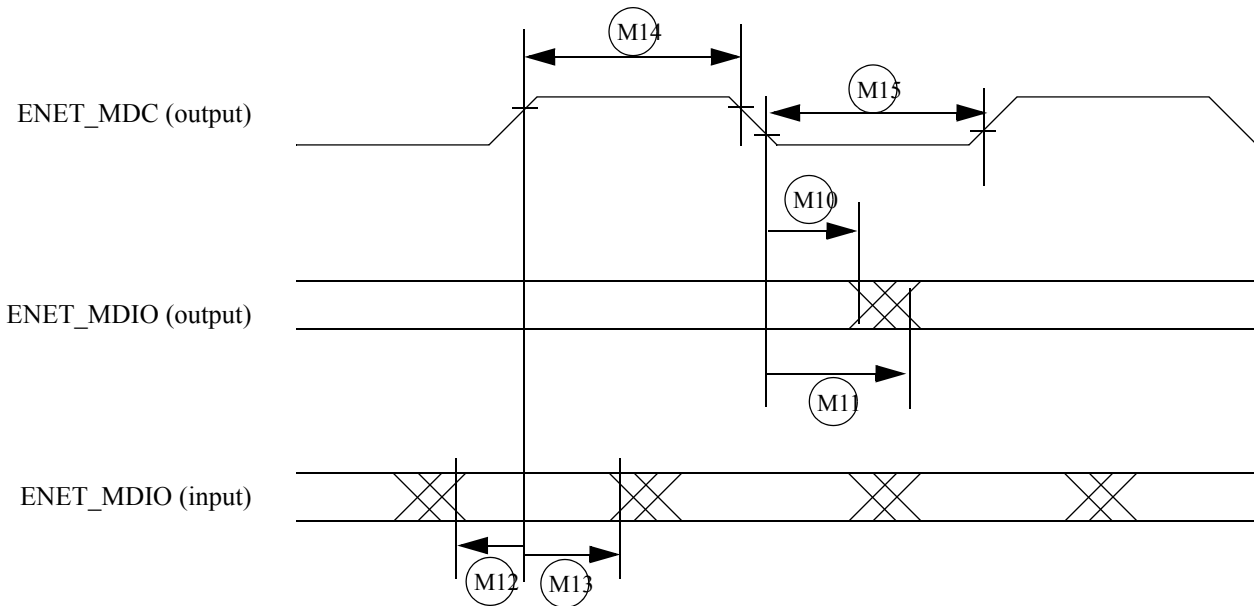 M14
M15
ENET_MDC (output)
M10
ENET_MDIO (output)
M11
ENET_MDIO (input)
M12
M13